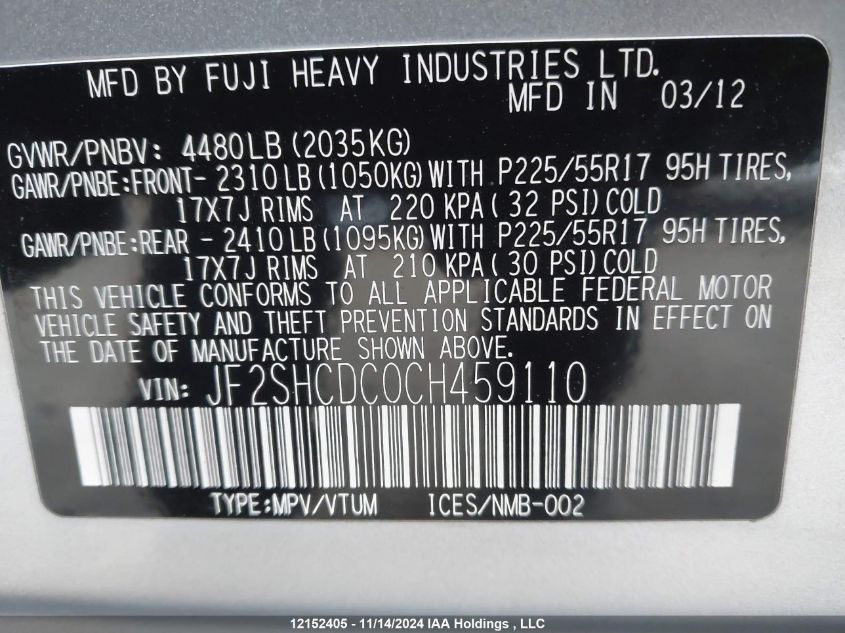 MFD BY FUJI HEAVY INDUSTRIES LTD.
MFD IN 03/12
GVWR/PNBV: 4480LB(2035KG)
GAWR/PNBE:FRONT- 2310LB(1050KG)WITH P225/55R17 95H TIRES,
17X7J RIMS AT 220 KPA( 32 PSI)COLD
GAWR/PNBE:REAR - 2410LB(1095KG)WITH P225/55R17 95H TIRES,
17X7J RIMS AT 210 KPA( 30 PSI)COLD
THIS VEHICLE CONFORMS TO ALL APPLICABLE FEDERAL MOTOR
VEHICLE SAFETY AND THEFT PREVENTION STANDARDS IN EFFECT ON
THE DATE OF MANUFACTURE SHOWN ABOVE.
VIN: JF2SHCDC0CH459110
TYPE:MPV/VTUM ICES/NMB-002
12152405 - 11/14/2024 IAA Holdings , LLC